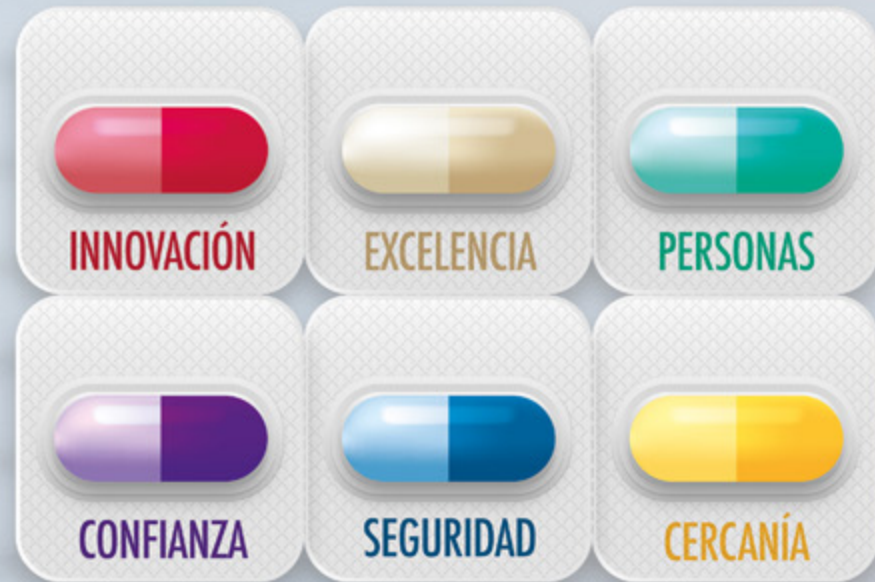 INNOVACIÓN
EXCELENCIA
PERSONAS
CONFIANZA
SEGURIDAD
CERCANÍA